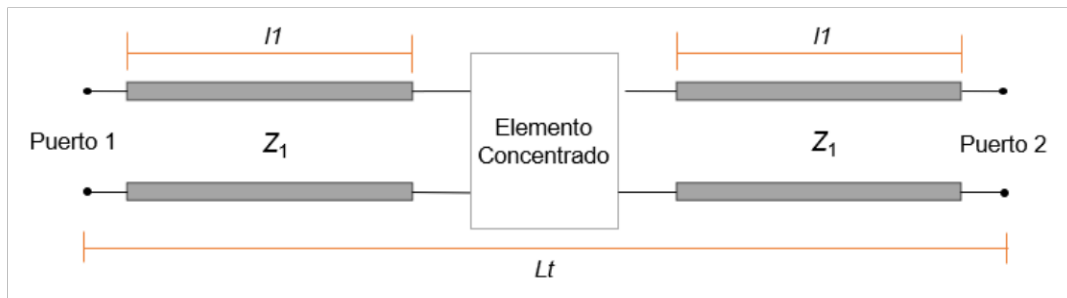 l1
l1
Puerto 1
Z1
Elemento
Concentrado
Z1
Puerto 2
Lt